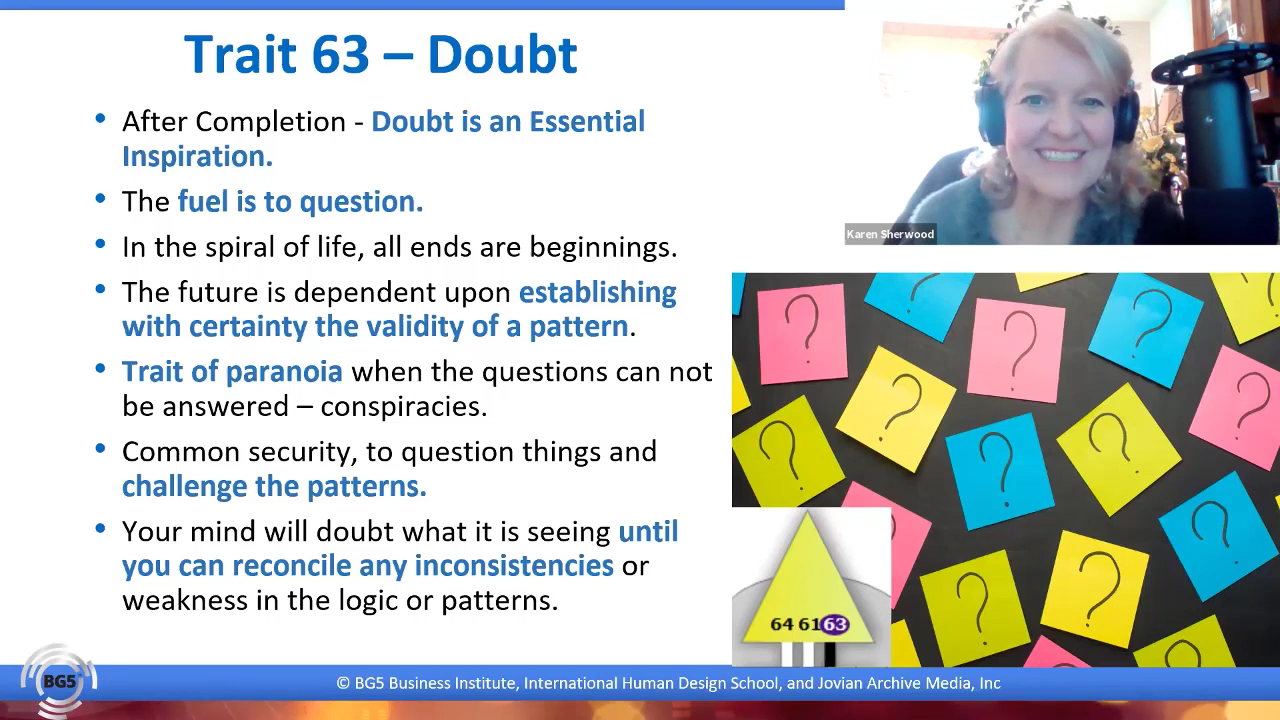 Trait 63 – Doubt
• After Completion - Doubt is an Essential
Inspiration.
• The fuel is to question.
• In the spiral of life, all ends are beginnings.
• The future is dependent upon establishing
with certainty the validity of a pattern.
• Trait of paranoia when the questions can not
be answered – conspiracies.
• Common security, to question things and
challenge the patterns.
• Your mind will doubt what it is seeing until
you can reconcile any inconsistencies or
weakness in the logic or patterns.
Karen Sherwood
?
?
?
?
?
?
?
?
?
?
?
?
?
?
64 61 63
BG5
© BG5 Business Institute, International Human Design School, and Jovian Archive Media, Inc